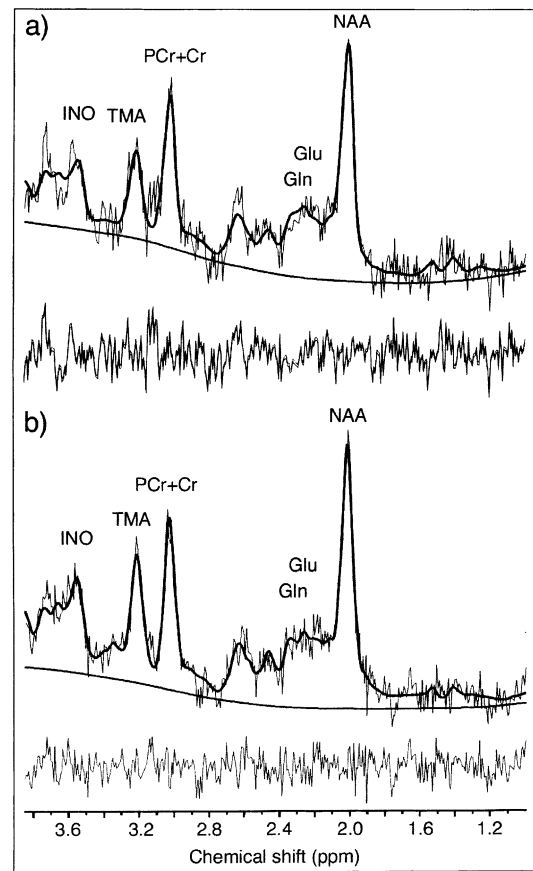 a)
NAA
PCr+Cr
INO
TMA
Glu
Gln
b)
NAA
PCr+Cr
TMA
INO
Glu
Gln
3.6 3.2 2.8 2.4 2.0 1.6 1.2
Chemical shift (ppm)